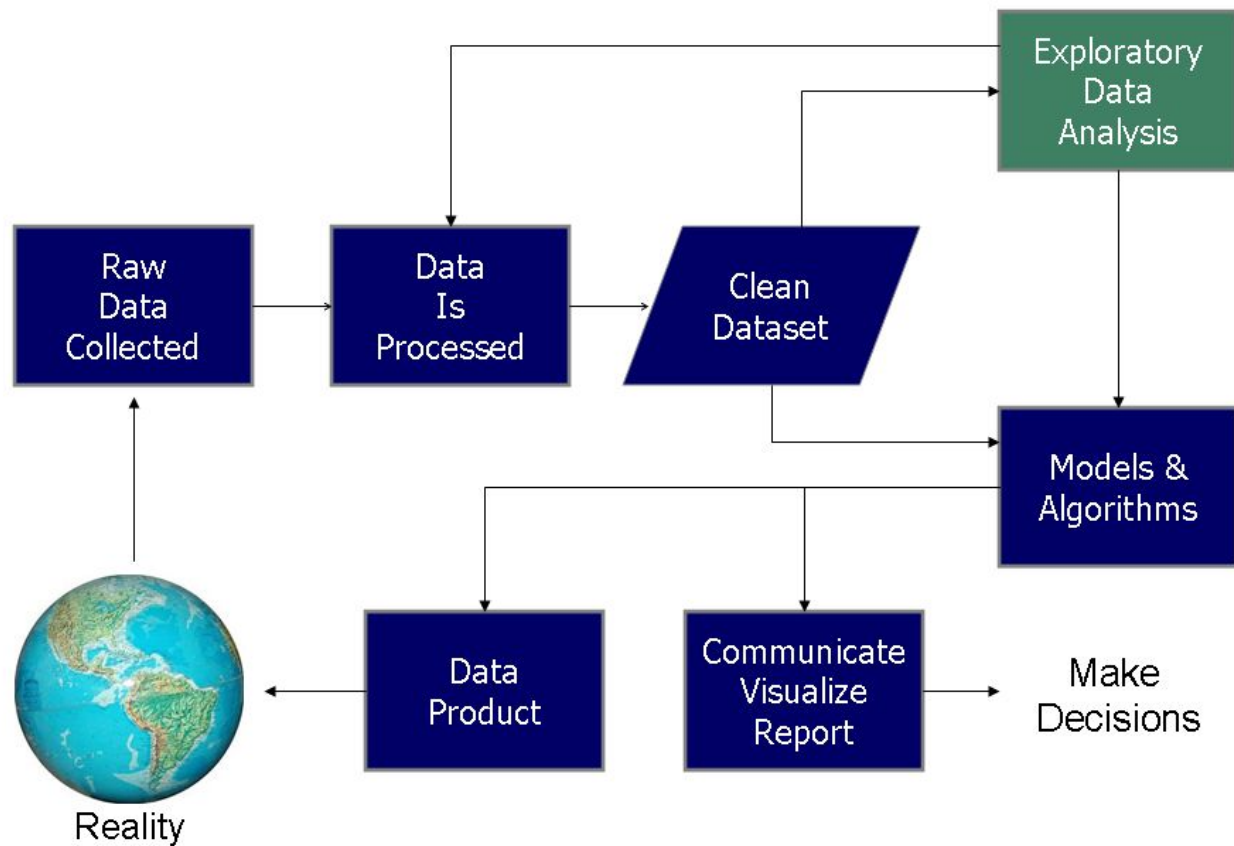 Exploratory
Data
Analysis
Raw
Data
Collected
Data
Is
Processed
Clean
Dataset
Models &
Algorithms
Data
Product
Communicate
Visualize
Report
Make
Decisions
Reality